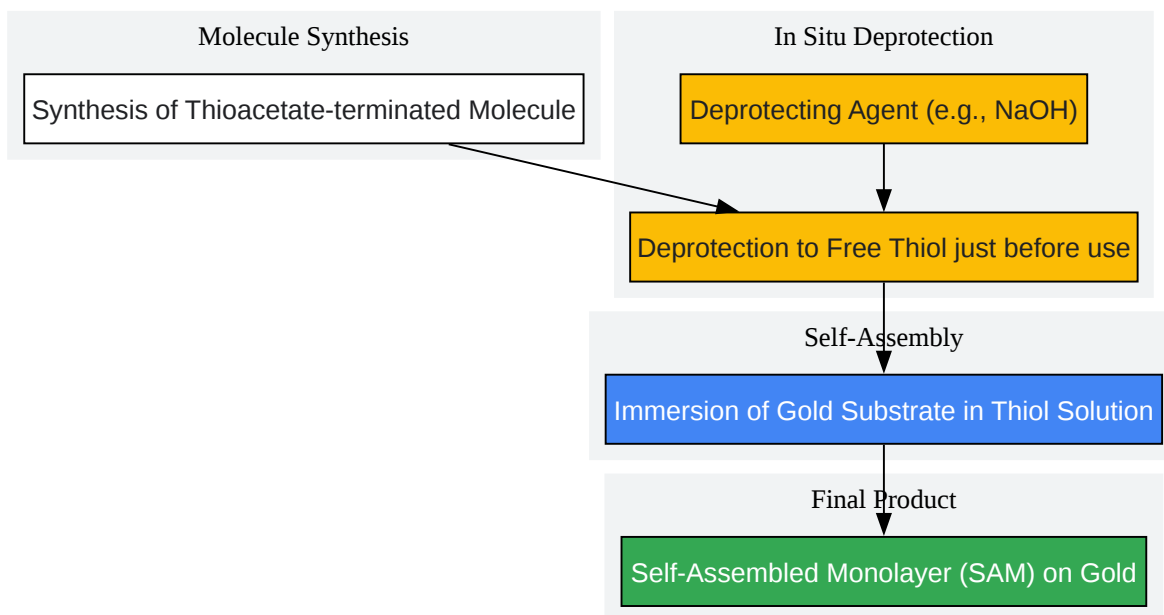 Molecule Synthesis
Synthesis of Thioacetate-terminated Molecule
In Situ Deprotection
Deprotecting Agent (e.g., NaOH)
Deprotection to Free Thiol just before use
Self-Assembly
Immersion of Gold Substrate in Thiol Solution
Final Product
Self-Assembled Monolayer (SAM) on Gold